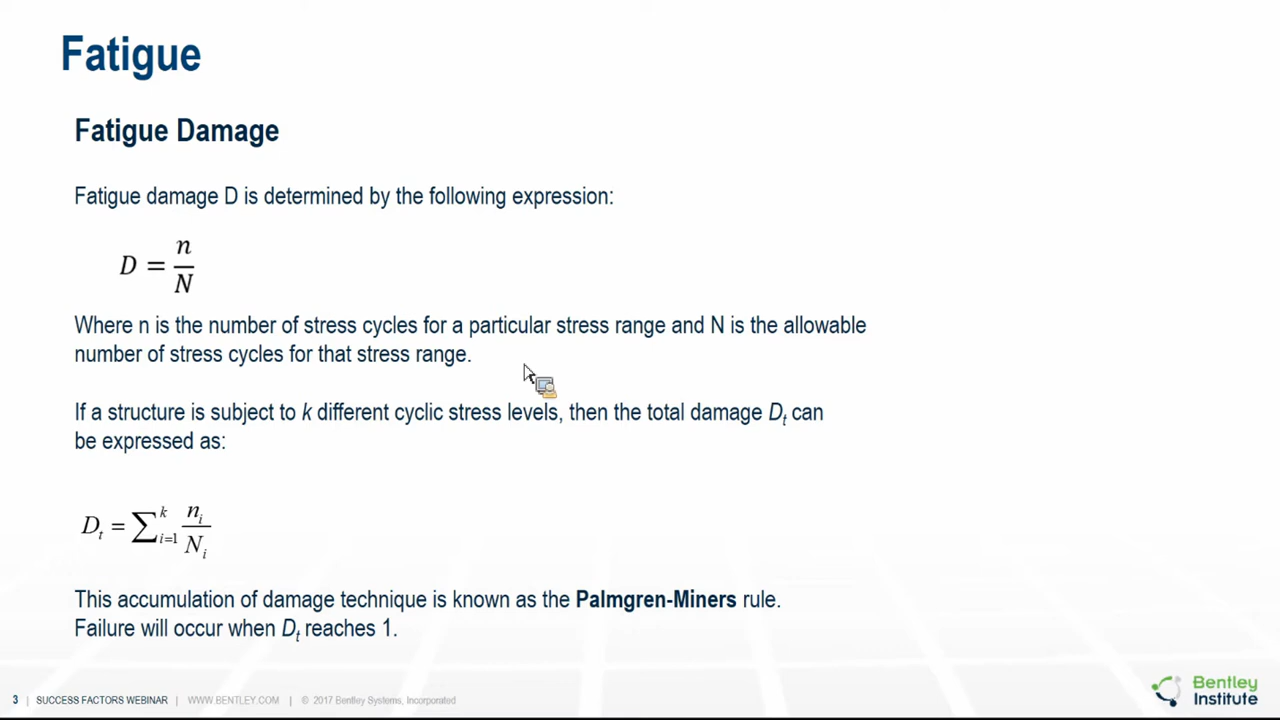 Fatigue
Fatigue Damage
Fatigue damage D is determined by the following expression:
D = n/N
Where n is the number of stress cycles for a particular stress range and N is the allowable
number of stress cycles for that stress range.
If a structure is subject to k different cyclic stress levels, then the total damage Dₜ can
be expressed as:
Dₜ = ∑ᵢ₌₁ᵏ nᵢ/Nᵢ
This accumulation of damage technique is known as the Palmgren-Miners rule.
Failure will occur when Dₜ reaches 1.
3 | SUCCESS FACTORS WEBINAR | WWW.BENTLEY.COM | © 2017 Bentley Systems, Incorporated
Bentley
Institute